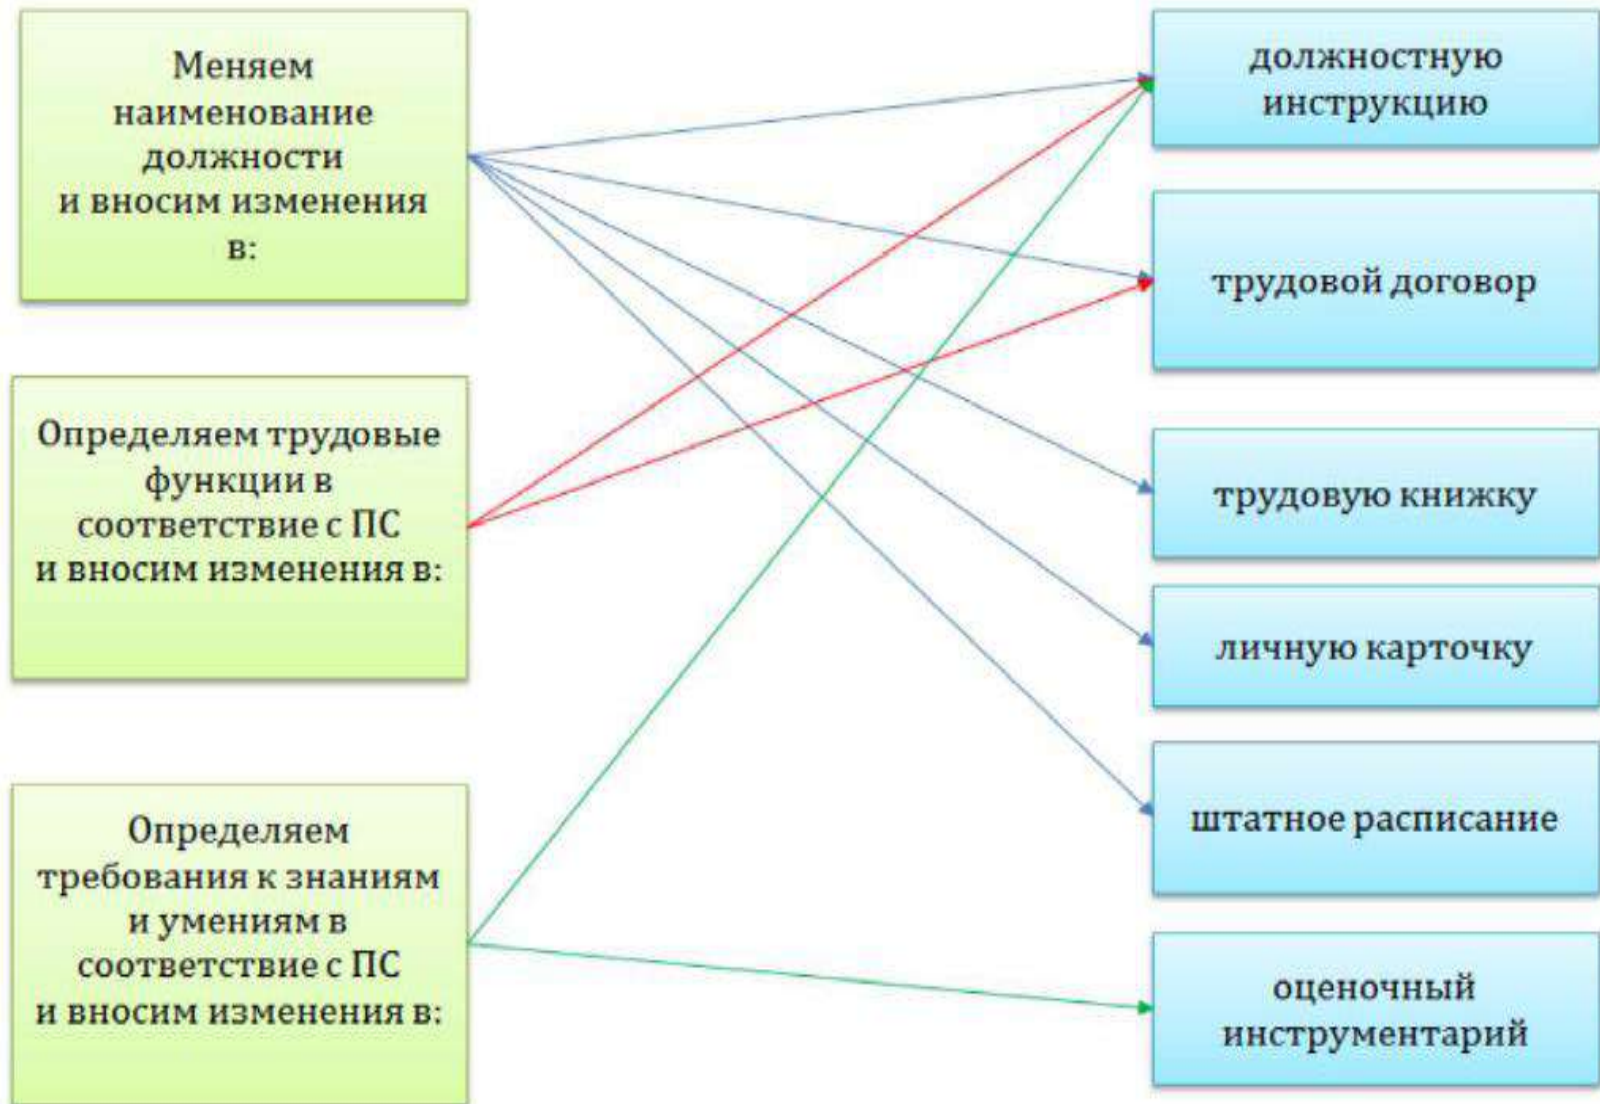 Меняем
наименование
должности
и вносим изменения
в:
Определяем трудовые
функции в
соответствие с ПС
и вносим изменения в:
Определяем
требования к знаниям
и умениям в
соответствие с ПС
и вносим изменения в:
должностную
инструкцию
трудовой договор
трудовую книжку
личную карточку
штатное расписание
оценочный
инструментарий